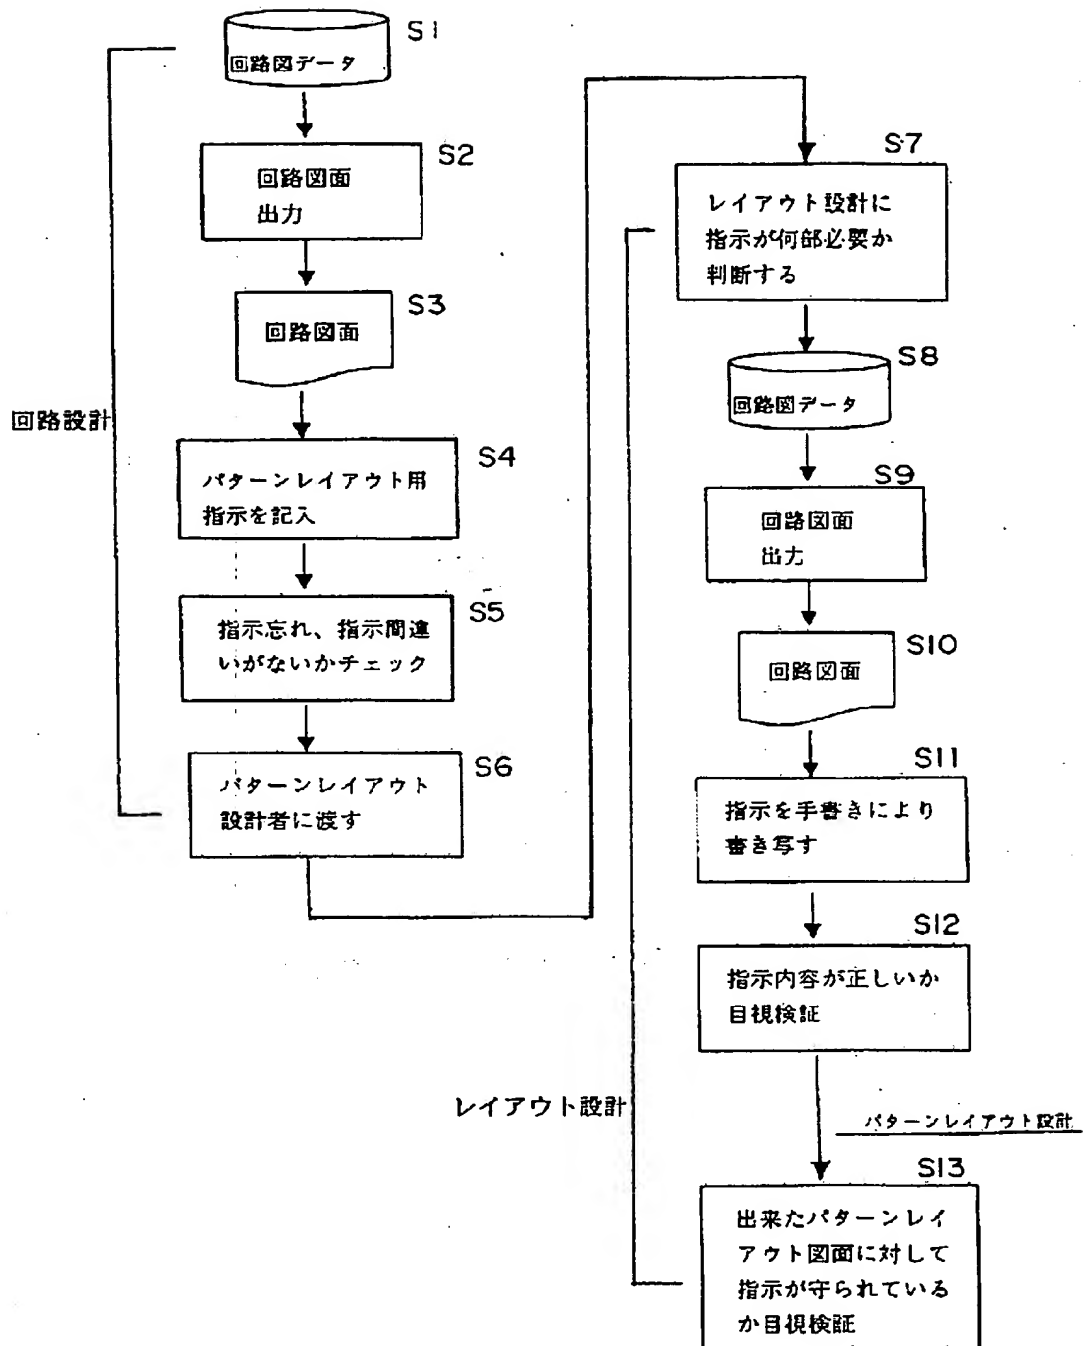 S1
回路図データ
S2
回路図面
出力
S3
回路図面
回路設計
S4
パターンレイアウト用
指示を記入
S5
指示忘れ、指示間違
いがないかチェック
S6
パターンレイアウト
設計者に渡す
S7
レイアウト設計に
指示が何部必要か
判断する
S8
回路図データ
S9
回路図面
出力
S10
回路図面
S11
指示を手書きにより
書き写す
S12
指示内容が正しいか
目視検証
レイアウト設計
パターンレイアウト設計
S13
出来たパターンレイ
アウト図面に対して
指示が守られている
か目視検証